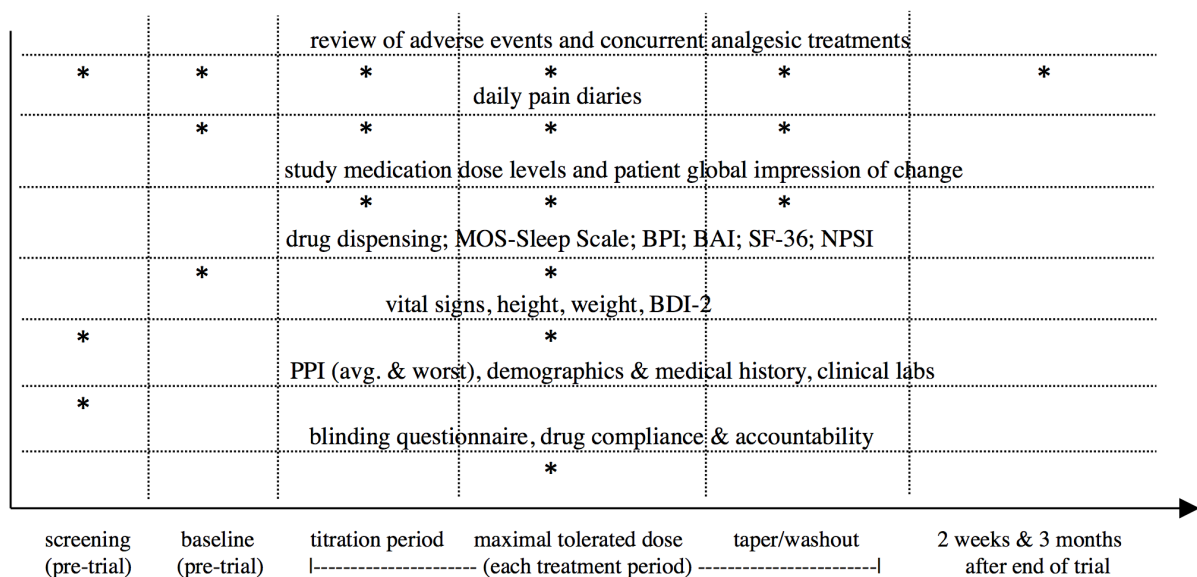 review of adverse events and concurrent analgesic treatments
* * * * * *
daily pain diaries
* * * *
study medication dose levels and patient global impression of change
* * *
drug dispensing; MOS-Sleep Scale; BPI; BAI; SF-36; NPSI
* *
vital signs, height, weight, BDI-2
* *
PPI (avg. & worst), demographics & medical history, clinical labs
*
blinding questionnaire, drug compliance & accountability
*
screening baseline titration period maximal tolerated dose taper/washout 2 weeks & 3 months
(pre-trial) (pre-trial) |-------------------- (each treatment period) ----------------------| after end of trial